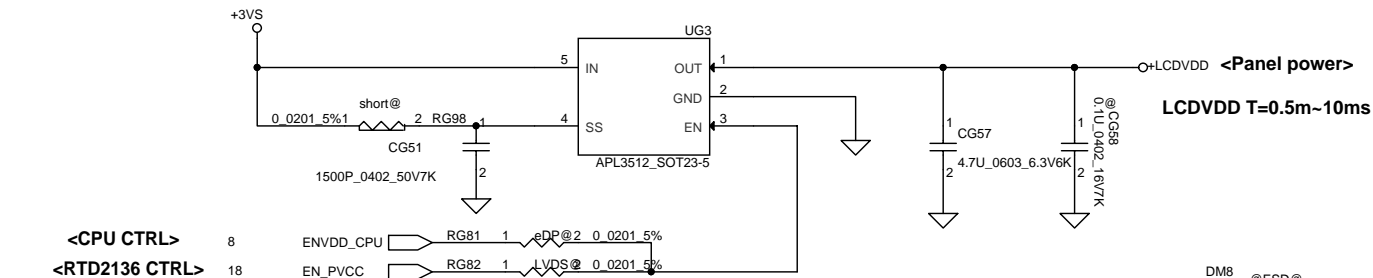 +3VS
UG3
5 IN OUT 1 +LCDVDD <Panel power>
GND 2
LCDVDD T=0.5m~10ms
short@
0_0201_5% 1 2 RG98 4 SS EN 3
1
CG51
APL3512_SOT23-5
1500P_0402_50V7K 2
1 CG57
4.7U_0603_6.3V6K
2
1
2
@CG58
0.1U_0402_16V7K
<CPU CTRL> 8 ENVDD_CPU RG81 1 eDP@ 2 0_0201_5%
<RTD2136 CTRL> 18 EN_PVCC RG82 1 LVDS@ 2 0_0201_5%
DM8 @ESD@